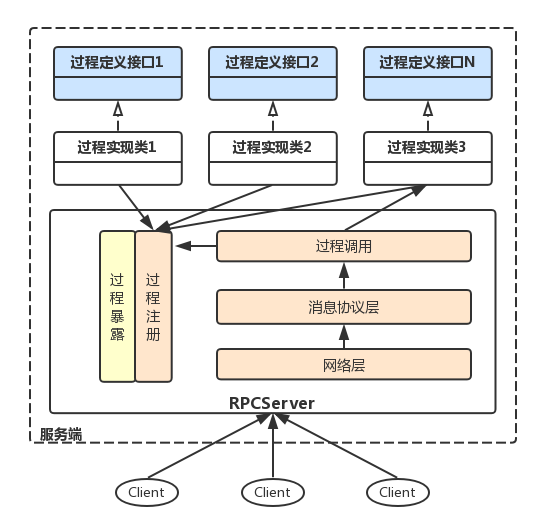 过程定义接口1
过程定义接口2
过程定义接口N
过程实现类1
过程实现类2
过程实现类3
过程暴露
过程注册
过程调用
消息协议层
网络层
RPCServer
服务端
Client
Client
Client